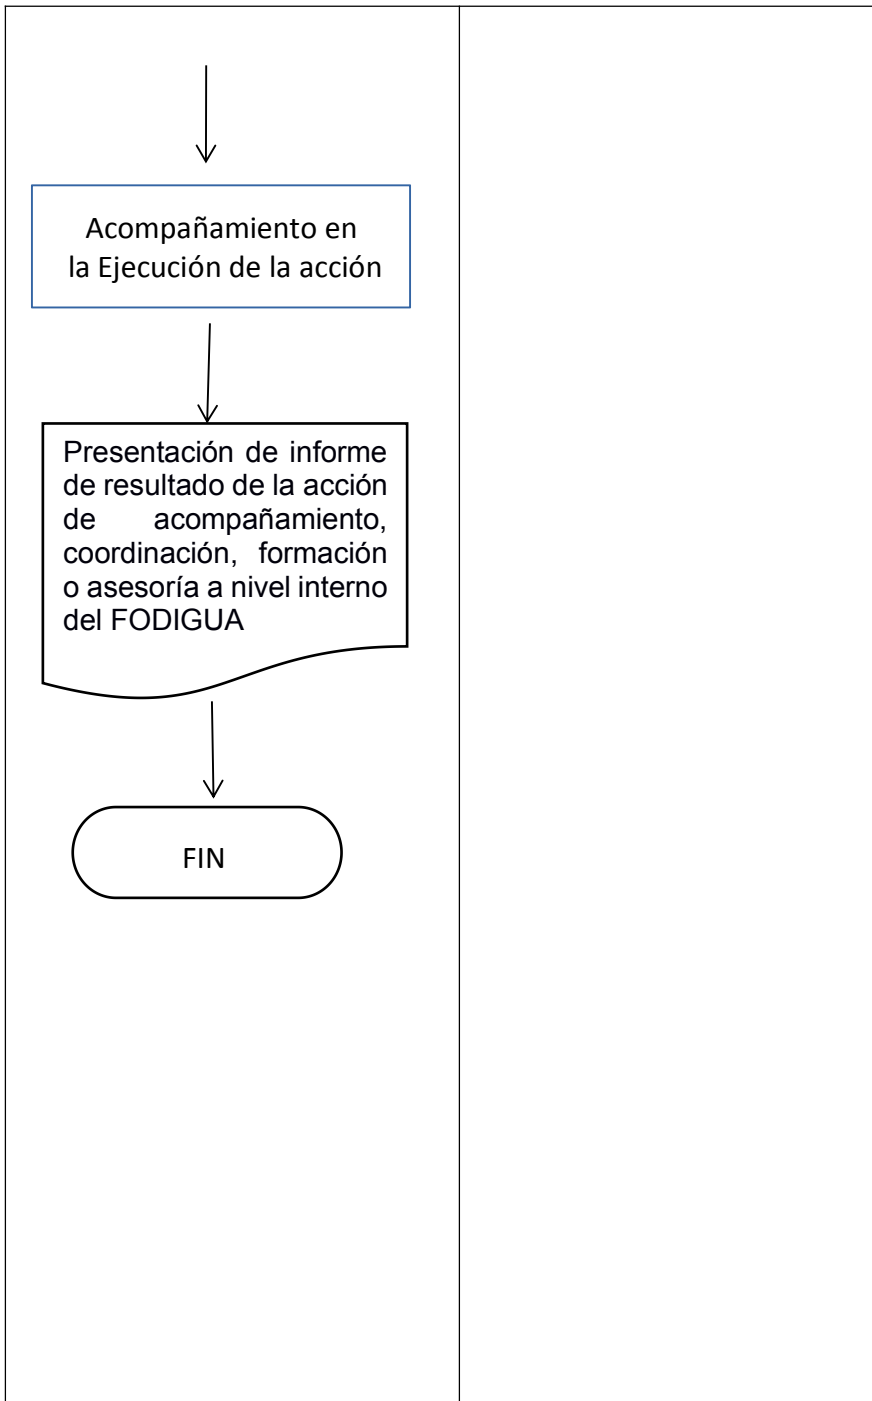 Acompañamiento en
la Ejecución de la acción
Presentación de informe
de resultado de la acción
de acompañamiento,
coordinación, formación
o asesoría a nivel interno
del FODIGUA
FIN